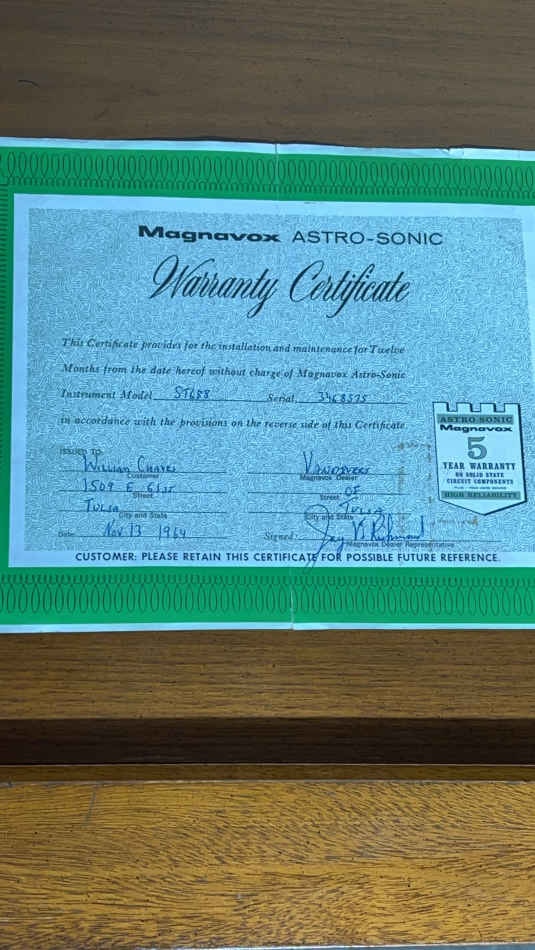 Magnavox ASTRO-SONIC
Warranty Certificate
This Certificate provides for the installation and maintenance for Twelve
Months from the date hereof without charge of Magnavox Astro-Sonic
Instrument Model ST688 Serial 3468575
in accordance with the provisions on the reverse side of this Certificate
ASTRO-SONIC
Magnavox
5
YEAR WARRANTY
ON SOLID STATE
CIRCUIT COMPONENTS
HIGH RELIABILITY
ISSUED TO
William
Customer
Vandevers
Magnavox Dealer
1509 E 61st
Street
Street OF
Tulsa
City and State
Tulsa
City and State
Date Nov 13 1964
Signed Jay
Magnavox Dealer Representative
CUSTOMER: PLEASE RETAIN THIS CERTIFICATE FOR POSSIBLE FUTURE REFERENCE.